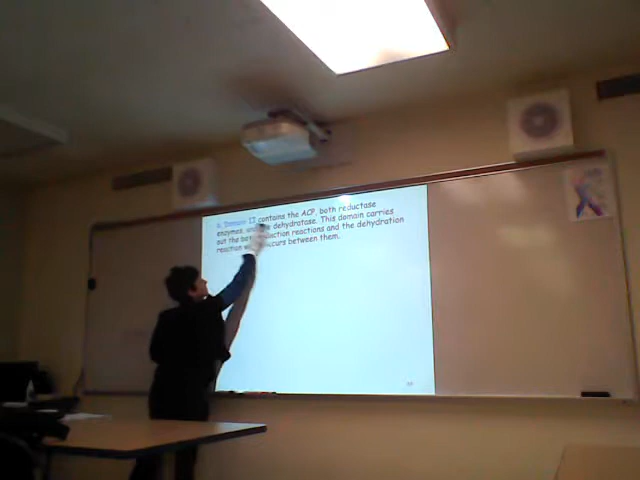 Domain II contains the ACP, both reductase
enzymes, dehydratase. This domain carries
out the reactions and the dehydration
reaction occurs between them.